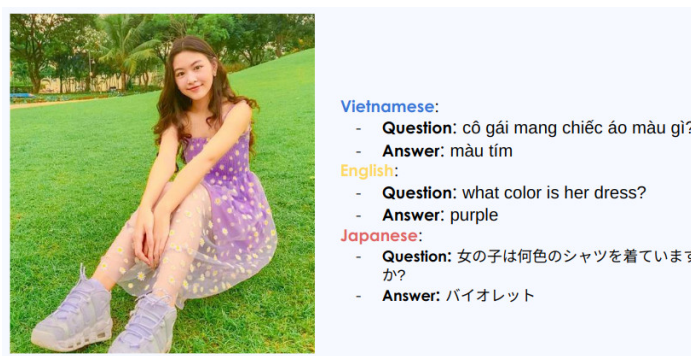 Vietnamese:
- Question: cô gái mang chiếc áo màu gì?
- Answer: màu tím
English:
- Question: what color is her dress?
- Answer: purple
Japanese:
- Question: 女の子は何色のシャツを着ています
か?
- Answer: バイオレット